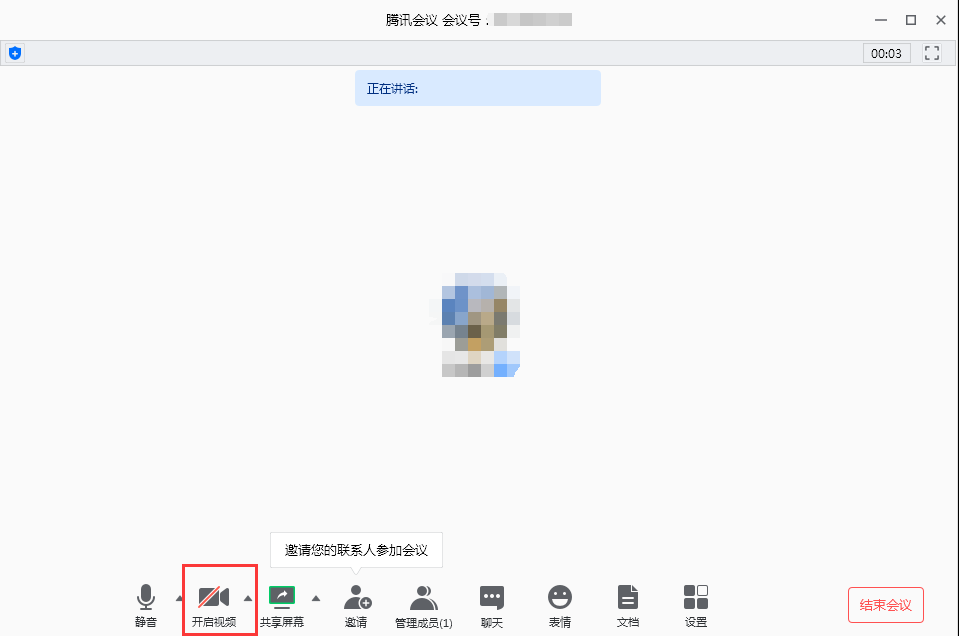 腾讯会议 会议号：
00:03
正在讲话:
邀请您的联系人参加会议
静音
开启视频
共享屏幕
邀请
管理成员(1)
聊天
表情
文档
设置
结束会议